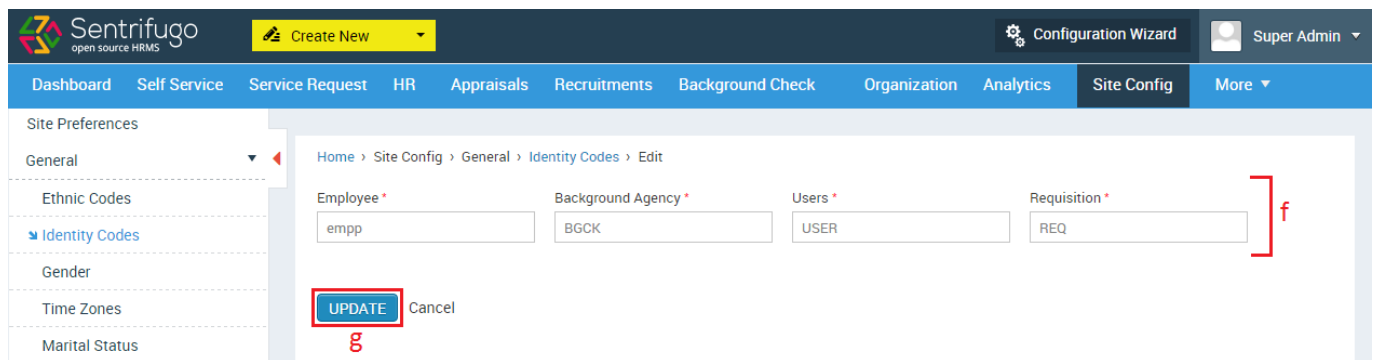 Sentrifugo
open source HRMS
Create New
Configuration Wizard
Super Admin
Dashboard Self Service Service Request HR Appraisals Recruitments Background Check Organization Analytics Site Config More
Site Preferences
General
Home › Site Config › General › Identity Codes › Edit
Ethnic Codes
Employee * Background Agency * Users * Requisition *
f
Identity Codes
empp BGCK USER REQ
Gender
Time Zones
UPDATE Cancel
g
Marital Status